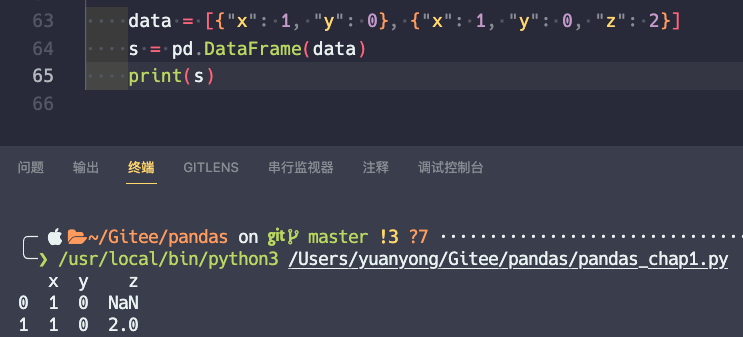 63 data = [{"x": 1, "y": 0}, {"x": 1, "y": 0, "z": 2}]
64 s = pd.DataFrame(data)
65 print(s)
66
问题 输出 终端 GITLENS 串行监视器 注释 调试控制台
~/Gitee/pandas on git master !3 ?7
❯ /usr/local/bin/python3 /Users/yuanyong/Gitee/pandas/pandas_chap1.py
x y z
0 1 0 NaN
1 1 0 2.0